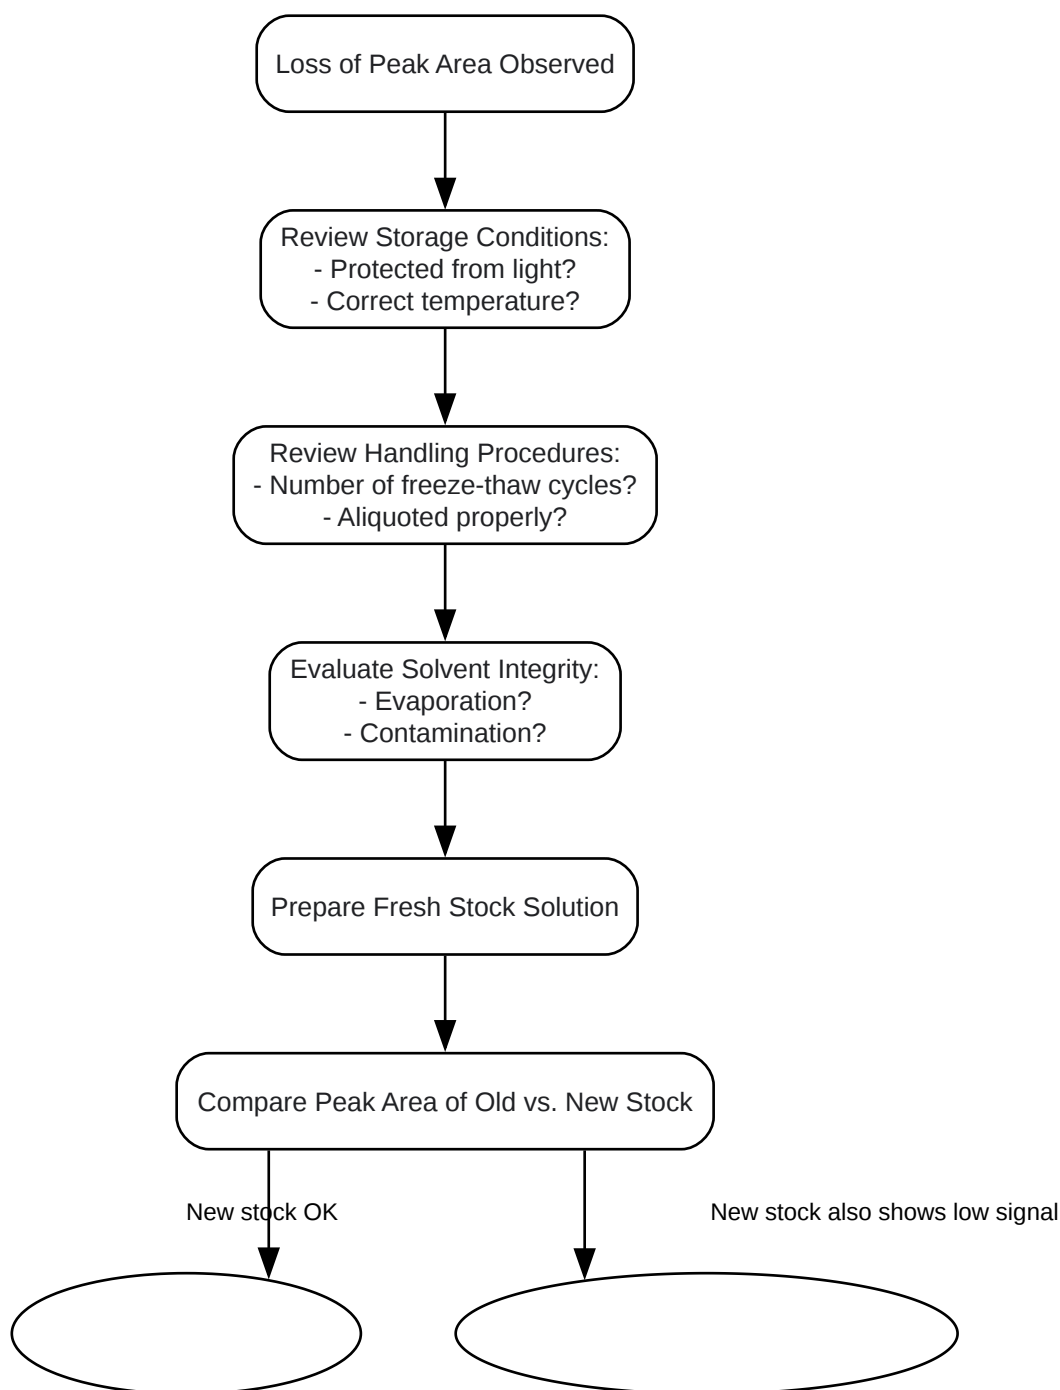 Loss of Peak Area Observed
Review Storage Conditions:
- Protected from light?
- Correct temperature?
Review Handling Procedures:
- Number of freeze-thaw cycles?
- Aliquoted properly?
Evaluate Solvent Integrity:
- Evaporation?
- Contamination?
Prepare Fresh Stock Solution
Compare Peak Area of Old vs. New Stock
New stock OK
New stock also shows low signal